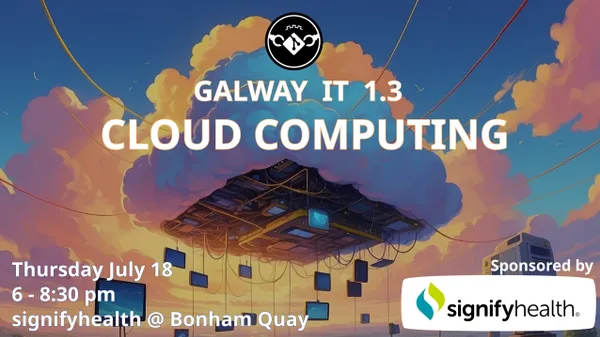 GALWAY IT 1.3
CLOUD COMPUTING
Thursday July 18
6 - 8:30 pm
signifyhealth @ Bonham Quay
Sponsored by
signifyhealth®